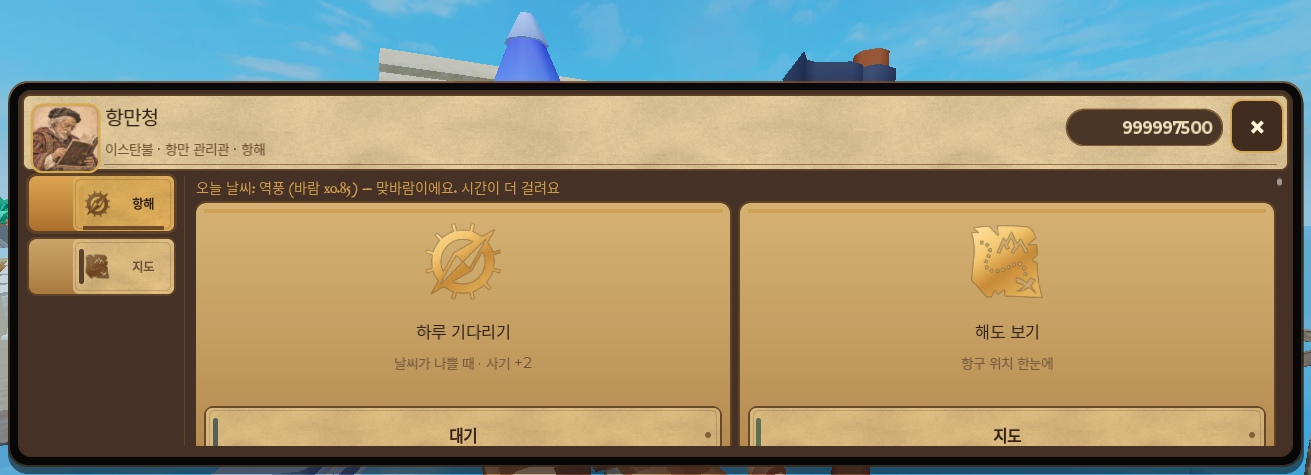 항만청
이스탄불 · 항만 관리관 · 항해
999997500
항해
지도
오늘 날씨: 역풍 (바람 x0.85) – 맞바람이에요. 시간이 더 걸려요
하루 기다리기
날씨가 나쁠 때 · 사기 +2
대기
해도 보기
항구 위치 한눈에
지도